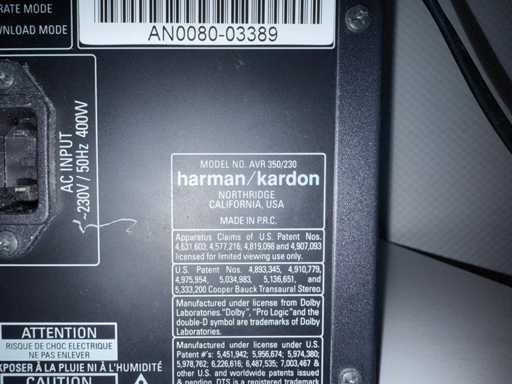 RATE MODE
WNLOAD MODE
AN0080-03389
AC INPUT
~230V / 50Hz 400W
MODEL NO. AVR 350/230
harman/kardon
NORTHRIDGE
CALIFORNIA, USA
MADE IN P.R.C.
Apparatus Claims of U.S. Patent Nos.
4,631,603; 4,577,216; 4,819,098 and 4,907,093
licensed for limited viewing use only.
U.S. Patent Nos. 4,893,345, 4,910,779,
4,975,954, 5,034,983, 5,136,651, and
5,333,200 Cooper Bauck Transaural Stereo.
Manufactured under license from Dolby
Laboratories. "Dolby", "Pro Logic"and the
double-D symbol are trademarks of Dolby
Laboratories.
Manufactured under license under U.S.
Patent #'s: 5,451,942; 5,956,674; 5,974,380;
5,978,762; 6,226,616; 6,487,535; 7,003,467 &
other U.S. and worldwide patents issued
& pending. DTS is a registered trademark
ATTENTION
RISQUE DE CHOC ELECTRIQUE
NE PAS ENLEVER
XPOSER À LA PLUIE NI À L'HUMIDITÉ
CAUTION